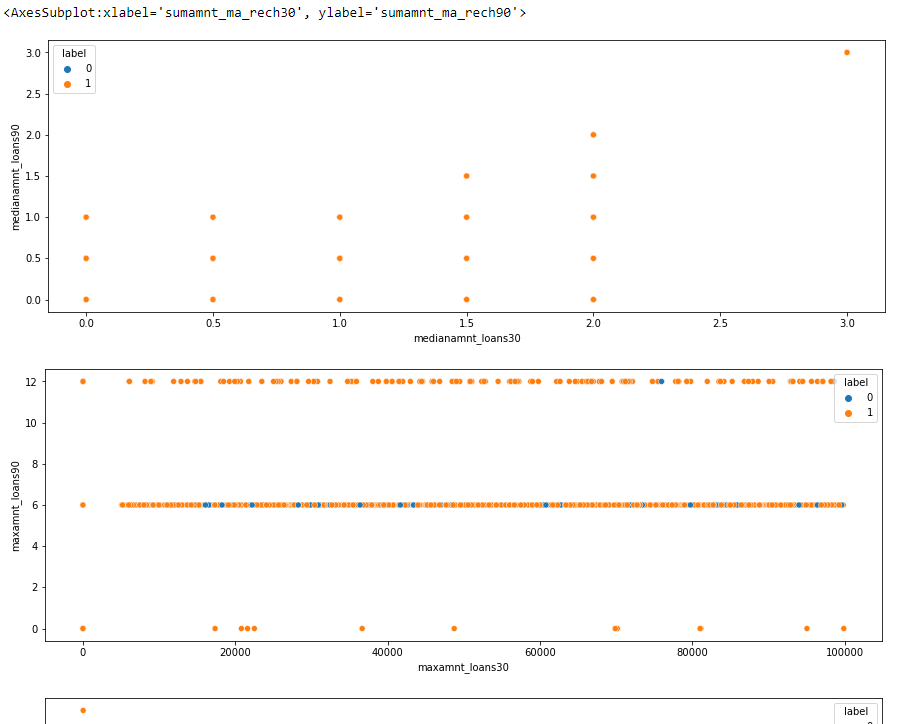 <AxesSubplot:xlabel='sumamnt_ma_rech30', ylabel='sumamnt_ma_rech90'>
label
0
1
3.0
2.5
2.0
1.5
1.0
0.5
0.0
medianamnt_loans90
0.0 0.5 1.0 1.5 2.0 2.5 3.0
medianamnt_loans30
label
0
1
12
10
8
6
4
2
0
maxamnt_loans90
0 20000 40000 60000 80000 100000
maxamnt_loans30
label